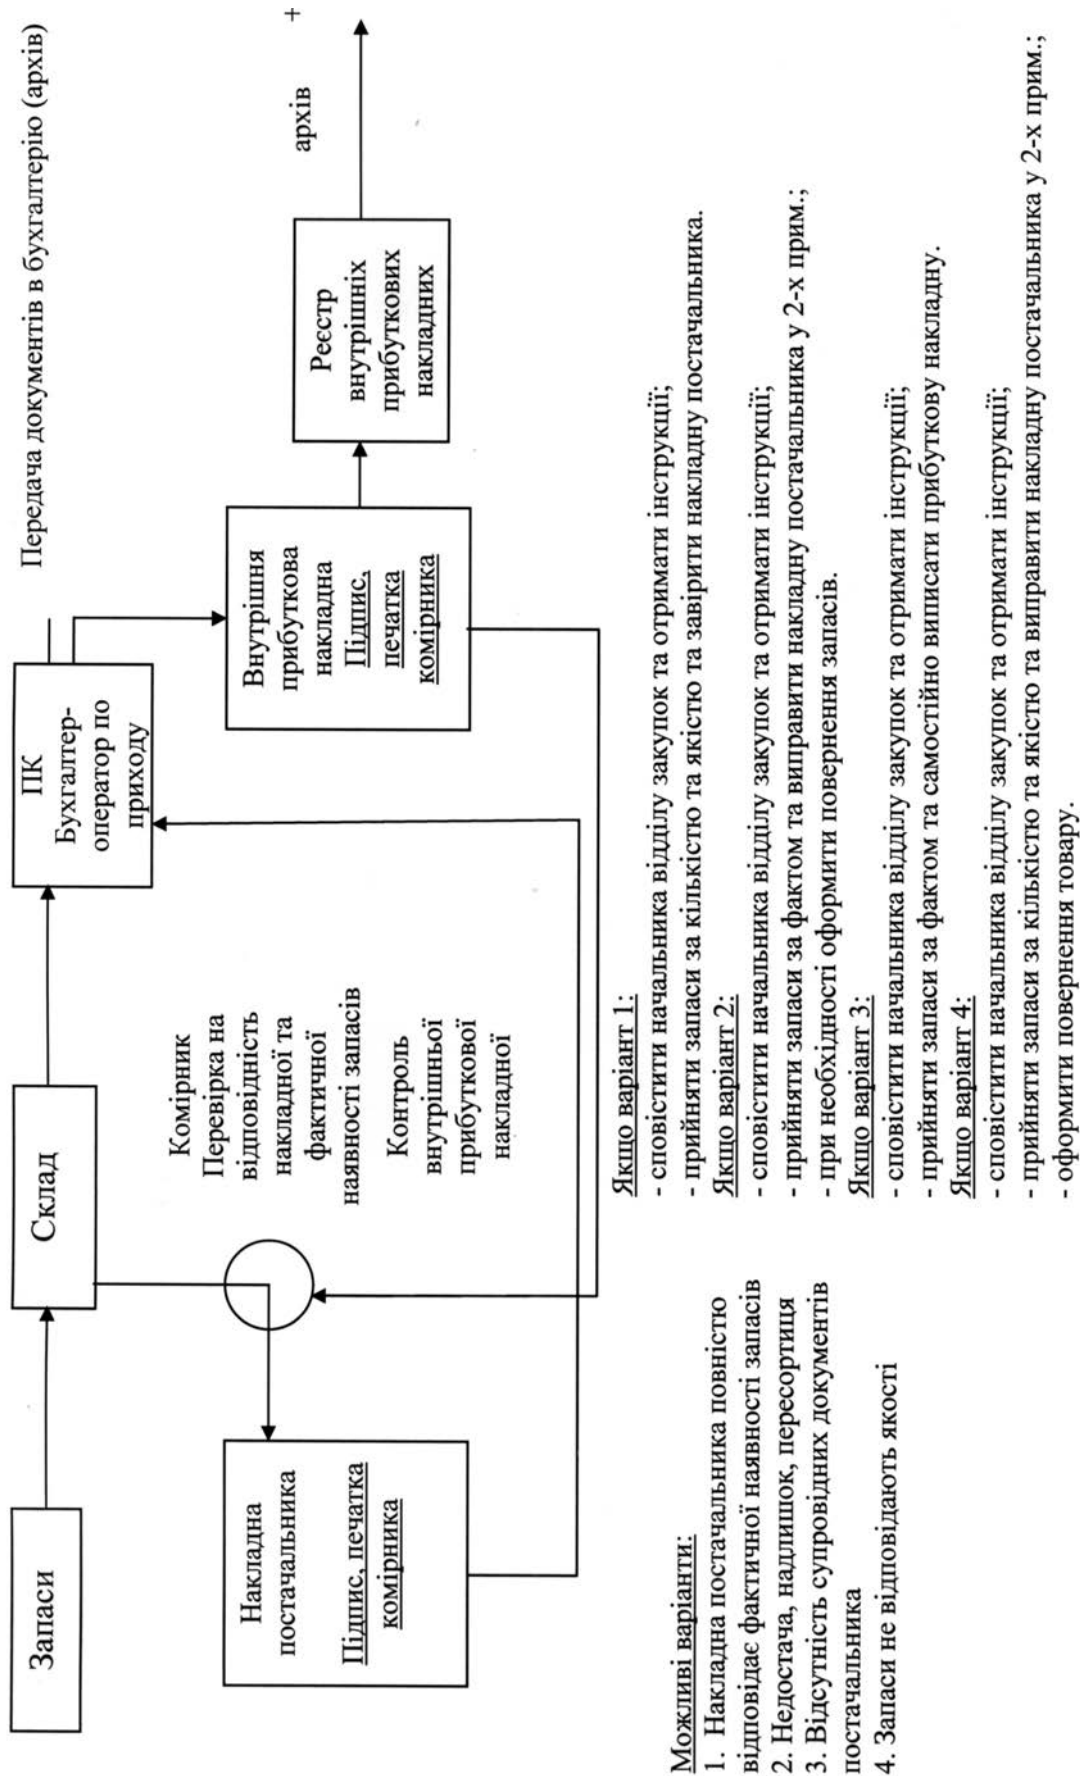 Передача документів в бухгалтерію (архів)
Запаси
Склад
ПК
Бухгалтер-
оператор по
приходу
архів
+
Накладна
постачальника
Підпис, печатка
комірника
Комірник
Перевірка на
відповідність
накладної та
фактичної
наявності запасів
Контроль
внутрішньої
прибуткової
накладної
Внутрішня
прибуткова
накладна
Підпис,
печатка
комірника
Реєстр
внутрішніх
прибуткових
накладних
Можливі варіанти:
1. Накладна постачальника повністю
відповідає фактичної наявності запасів
2. Недостача, надлишок, пересортиця
3. Відсутність супровідних документів
постачальника
4. Запаси не відповідають якості
Якщо варіант 1:
- сповістити начальника відділу закупок та отримати інструкції;
- прийняти запаси за кількістю та якістю та завірити накладну постачальника.
Якщо варіант 2:
- сповістити начальника відділу закупок та отримати інструкції;
- прийняти запаси за фактом та виправити накладну постачальника у 2-х прим.;
- при необхідності оформити повернення запасів.
Якщо варіант 3:
- сповістити начальника відділу закупок та отримати інструкції;
- прийняти запаси за фактом та самостійно виписати прибуткову накладну.
Якщо варіант 4:
- сповістити начальника відділу закупок та отримати інструкції;
- прийняти запаси за кількістю та якістю та виправити накладну постачальника у 2-х прим.;
- оформити повернення товару.